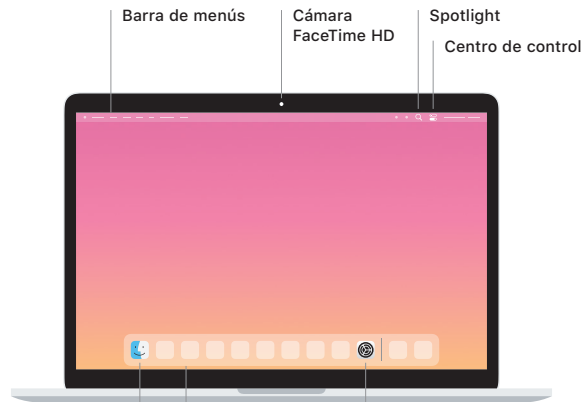 Barra de menús
Cámara
FaceTime HD
Spotlight
Centro de control